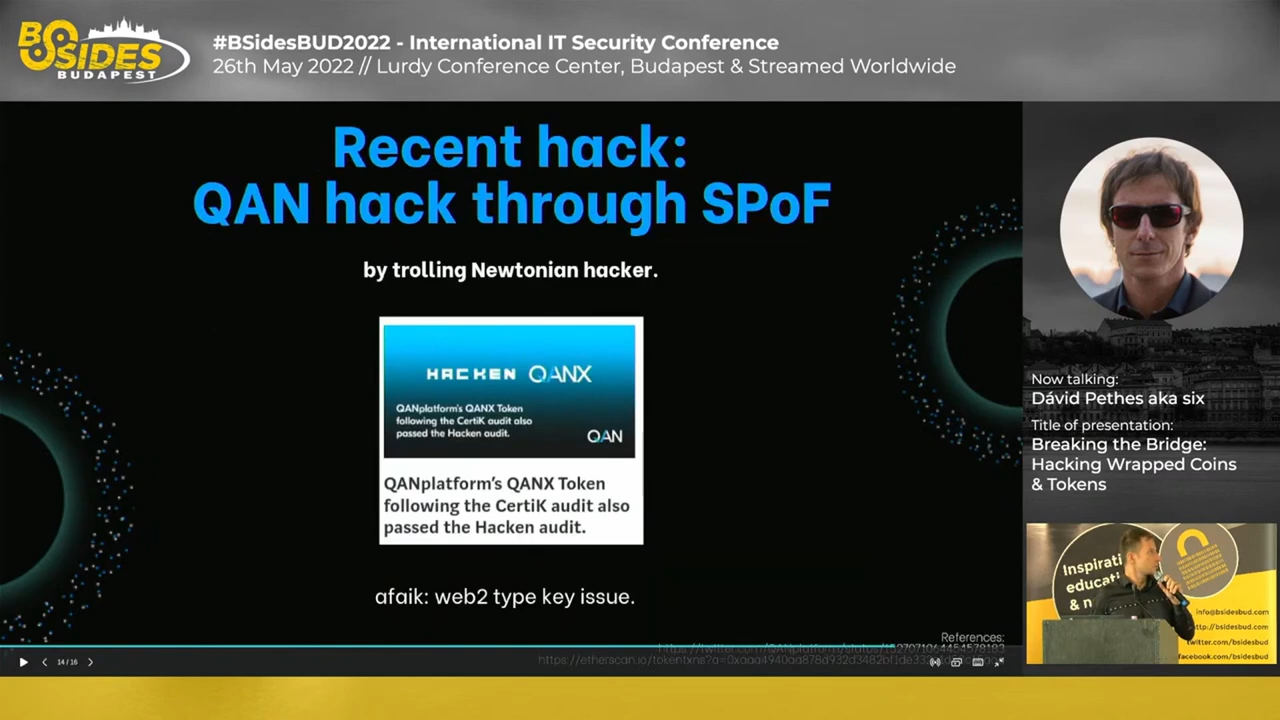 BSIDES
BUDAPEST
#BSidesBUD2022 - International IT Security Conference
26th May 2022 // Lurdy Conference Center, Budapest & Streamed Worldwide
Recent hack:
QAN hack through SPoF
by trolling Newtonian hacker.
HACKEN QANX
QANplatform's QANX Token
following the CertiK audit also
passed the Hacken audit.
QAN
QANplatform's QANX Token
following the CertiK audit also
passed the Hacken audit.
afaik: web2 type key issue.
References:
14 / 16
Now talking:
Dávid Pethes aka six
Title of presentation:
Breaking the Bridge:
Hacking Wrapped Coins
& Tokens
Inspirati
educati
& n
info@bsidesbud.com
http://bsidesbud.com
twitter.com/bsidesbud
facebook.com/bsidesbud